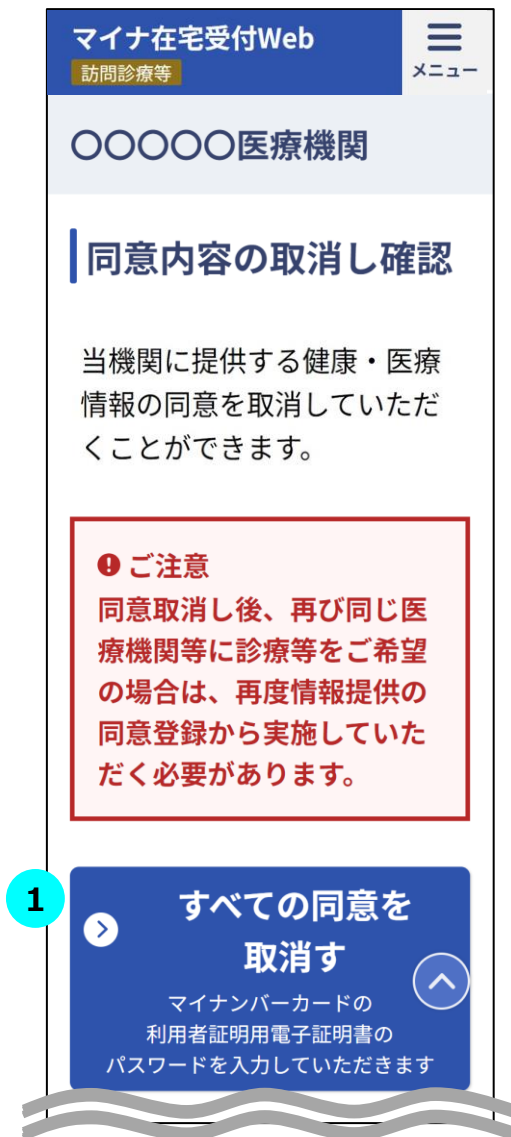 マイナ在宅受付Web
訪問診療等
メニュー
〇〇〇〇〇医療機関
同意内容の取消し確認
当機関に提供する健康・医療
情報の同意を取消していただ
くことができます。
ご注意
同意取消し後、再び同じ医
療機関等に診療等をご希望
の場合は、再度情報提供の
同意登録から実施していた
だく必要があります。
1
すべての同意を
取消す
マイナンバーカードの
利用者証明用電子証明書の
パスワードを入力していただきます